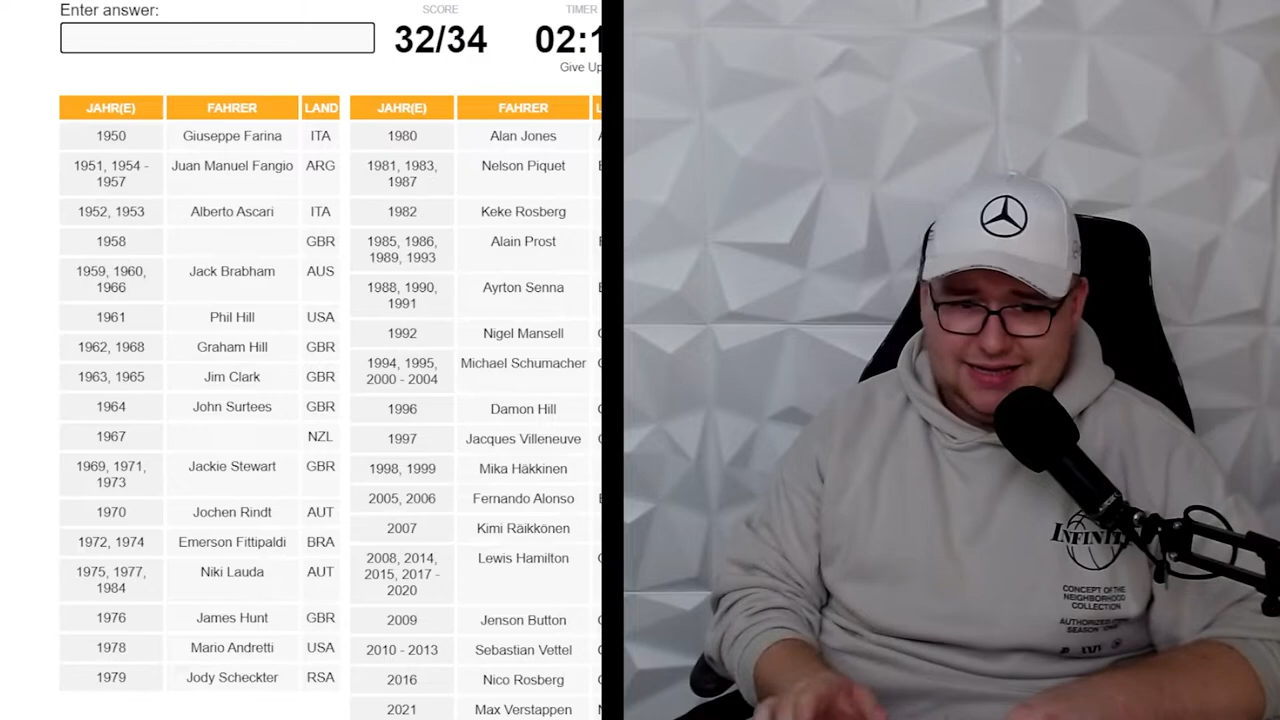 Enter answer:
SCORE
TIMER
32/34
02:1
Give Up
JAHR(E) FAHRER LAND
1950 Giuseppe Farina ITA
1951, 1954 - 1957 Juan Manuel Fangio ARG
1952, 1953 Alberto Ascari ITA
1958 GBR
1959, 1960, 1966 Jack Brabham AUS
1961 Phil Hill USA
1962, 1968 Graham Hill GBR
1963, 1965 Jim Clark GBR
1964 John Surtees GBR
1967 NZL
1969, 1971, 1973 Jackie Stewart GBR
1970 Jochen Rindt AUT
1972, 1974 Emerson Fittipaldi BRA
1975, 1977, 1984 Niki Lauda AUT
1976 James Hunt GBR
1978 Mario Andretti USA
1979 Jody Scheckter RSA
JAHR(E) FAHRER L
1980 Alan Jones
1981, 1983, 1987 Nelson Piquet
1982 Keke Rosberg
1985, 1986, 1989, 1993 Alain Prost
1988, 1990, 1991 Ayrton Senna
1992 Nigel Mansell
1994, 1995, 2000 - 2004 Michael Schumacher
1996 Damon Hill
1997 Jacques Villeneuve
1998, 1999 Mika Häkkinen
2005, 2006 Fernando Alonso
2007 Kimi Räikkönen
2008, 2014, 2015, 2017 - 2020 Lewis Hamilton
2009 Jenson Button
2010 - 2013 Sebastian Vettel
2016 Nico Rosberg
2021 Max Verstappen
INFINIT
CONCEPT OF THE
NEIGHBORHOOD
COLLECTION